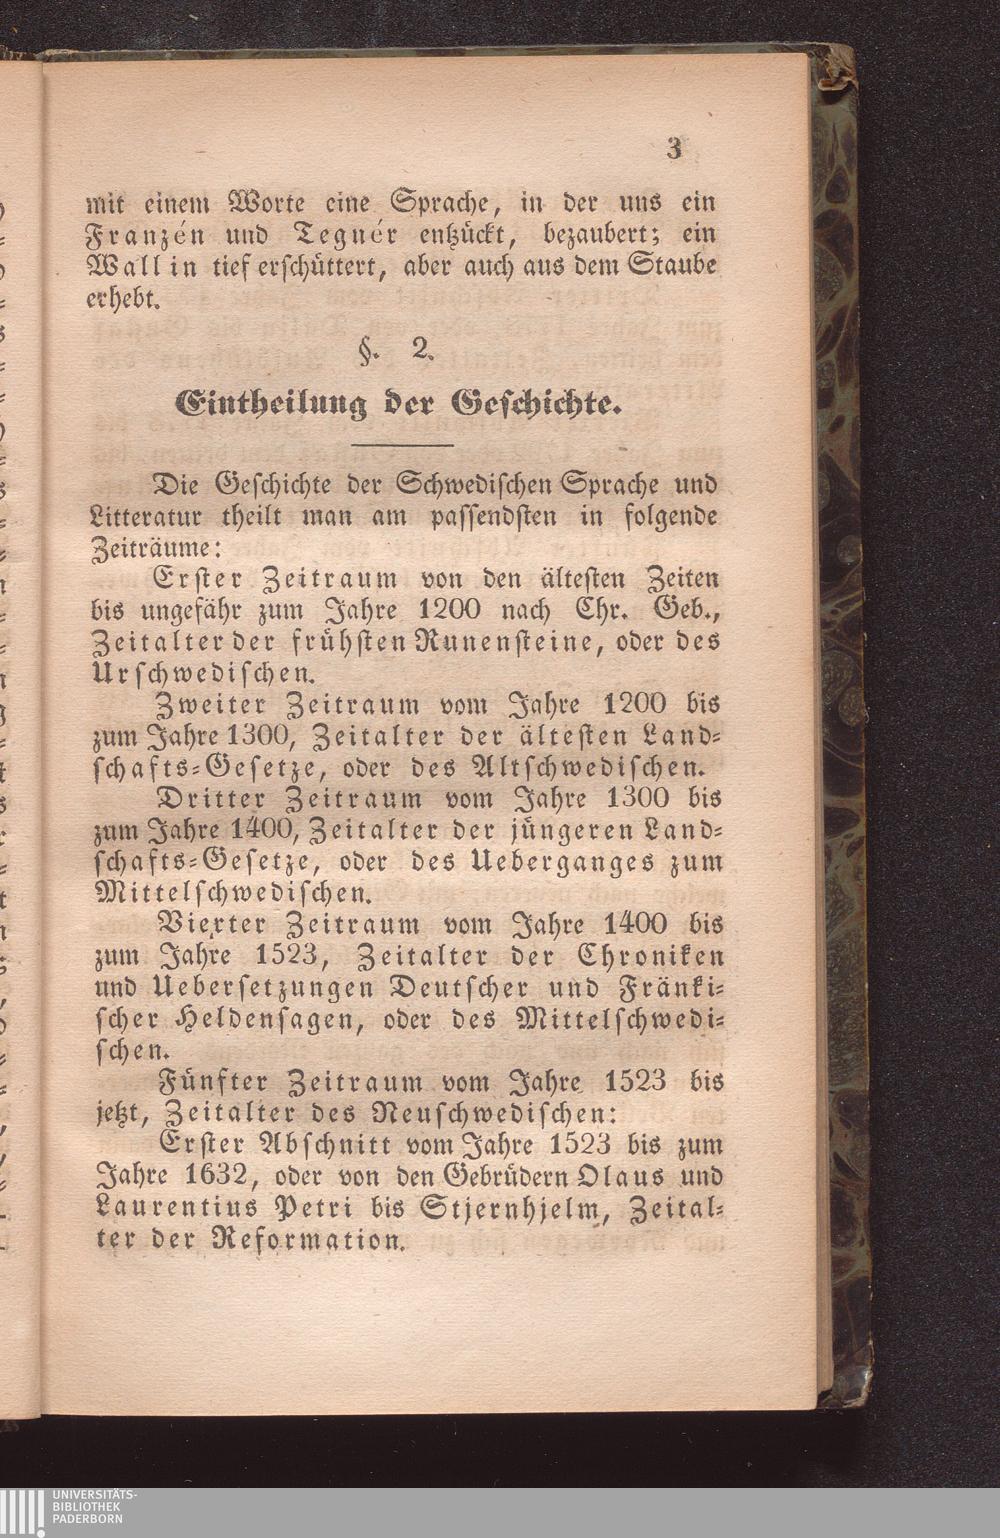 3
mit einem Worte eine Sprache, in der uns ein
Franzén und Tegnér entzückt, bezaubert; ein
Wallin tief erschüttert, aber auch aus dem Staube
erhebt.
§. 2.
Eintheilung der Geschichte.
Die Geschichte der Schwedischen Sprache und
Litteratur theilt man am passendsten in folgende
Zeiträume:
Erster Zeitraum von den ältesten Zeiten
bis ungefähr zum Jahre 1200 nach Chr. Geb.,
Zeitalter der frühsten Runensteine, oder des
Urschwedischen.
Zweiter Zeitraum vom Jahre 1200 bis
zum Jahre 1300, Zeitalter der ältesten Land-
schafts-Gesetze, oder des Altschwedischen.
Dritter Zeitraum vom Jahre 1300 bis
zum Jahre 1400, Zeitalter der jüngeren Land-
schafts-Gesetze, oder des Ueberganges zum
Mittelschwedischen.
Vierter Zeitraum vom Jahre 1400 bis
zum Jahre 1523, Zeitalter der Chroniken
und Uebersetzungen Deutscher und Fränki-
scher Heldensagen, oder des Mittelschwedi-
schen.
Fünfter Zeitraum vom Jahre 1523 bis
jetzt, Zeitalter des Neuschwedischen:
Erster Abschnitt vom Jahre 1523 bis zum
Jahre 1632, oder von den Gebrüdern Olaus und
Laurentius Petri bis Stjernhjelm, Zeital-
ter der Reformation.
UNIVERSITÄTS-
BIBLIOTHEK
PADERBORN